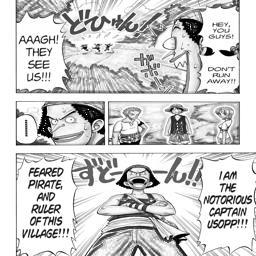 HEY,
YOU
GUYS!
DON'T
RUN
AWAY!!
どひゅん!!
AAAGH!
THEY
SEE
US!!!
ずどーーん!!
I AM
THE
NOTORIOUS
CAPTAIN
USOPP!!!
FEARED
PIRATE,
AND
RULER
OF THIS
VILLAGE!!!